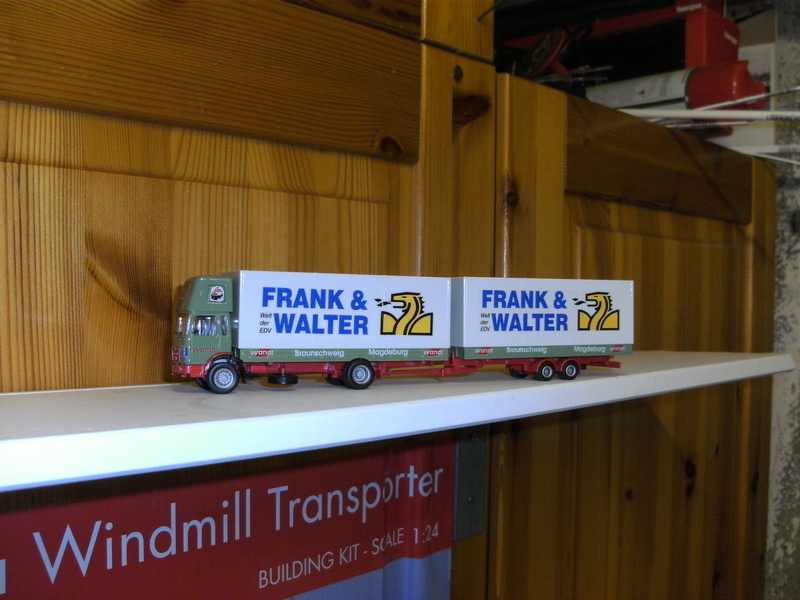 FRANK &
Welt
der
EDV
WALTER
wandt Braunschweig Magdeburg wandt
FRANK &
Welt
der
EDV
WALTER
wandt Braunschweig Magdeburg wandt
Windmill Transporter
BUILDING KIT - SCALE 1:24